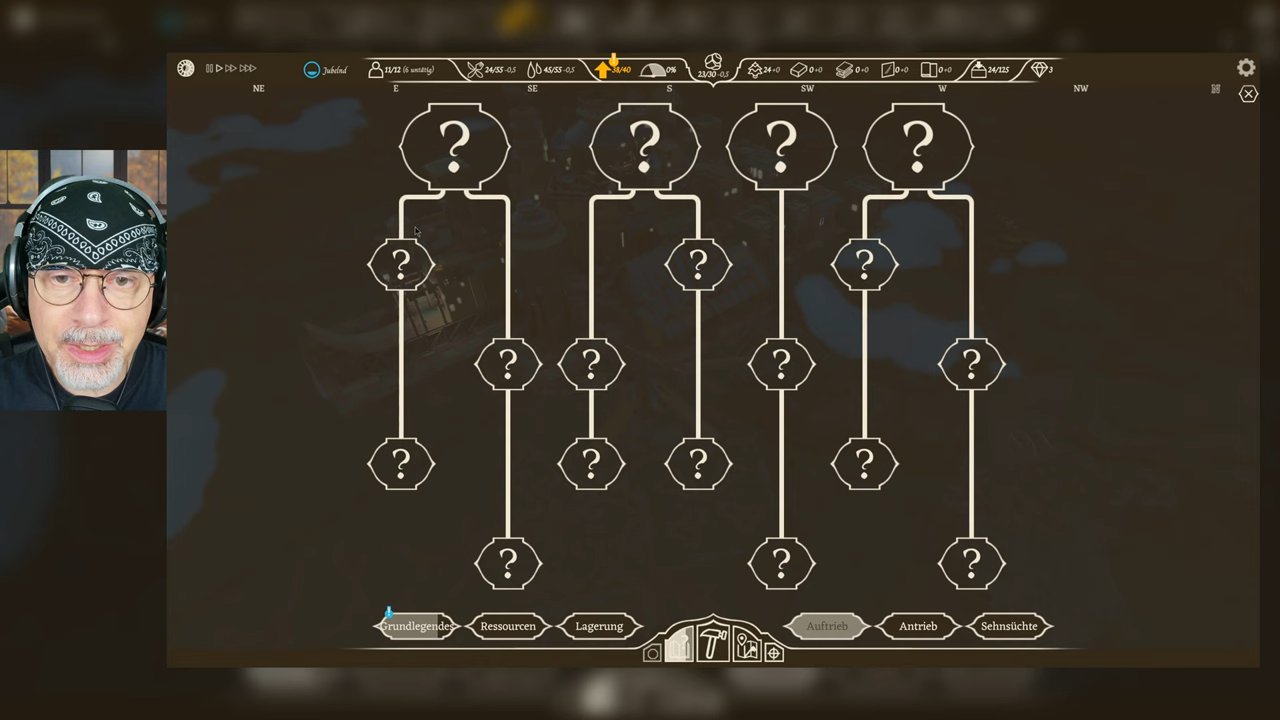 Jubelnd 11/12 (6 untätig) 24/55 -0,5 45/55 -0,5 38/40 0% 23/30 -0,5 24 +0 0 +0 0 +0 0 +0 0 +0 24/125 3
NE E SE S SW W NW N
? ? ? ?
? ? ?
? ? ? ?
? ? ? ?
? ? ?
Grundlegendes Ressourcen Lagerung Auftrieb Antrieb Sehnsüchte